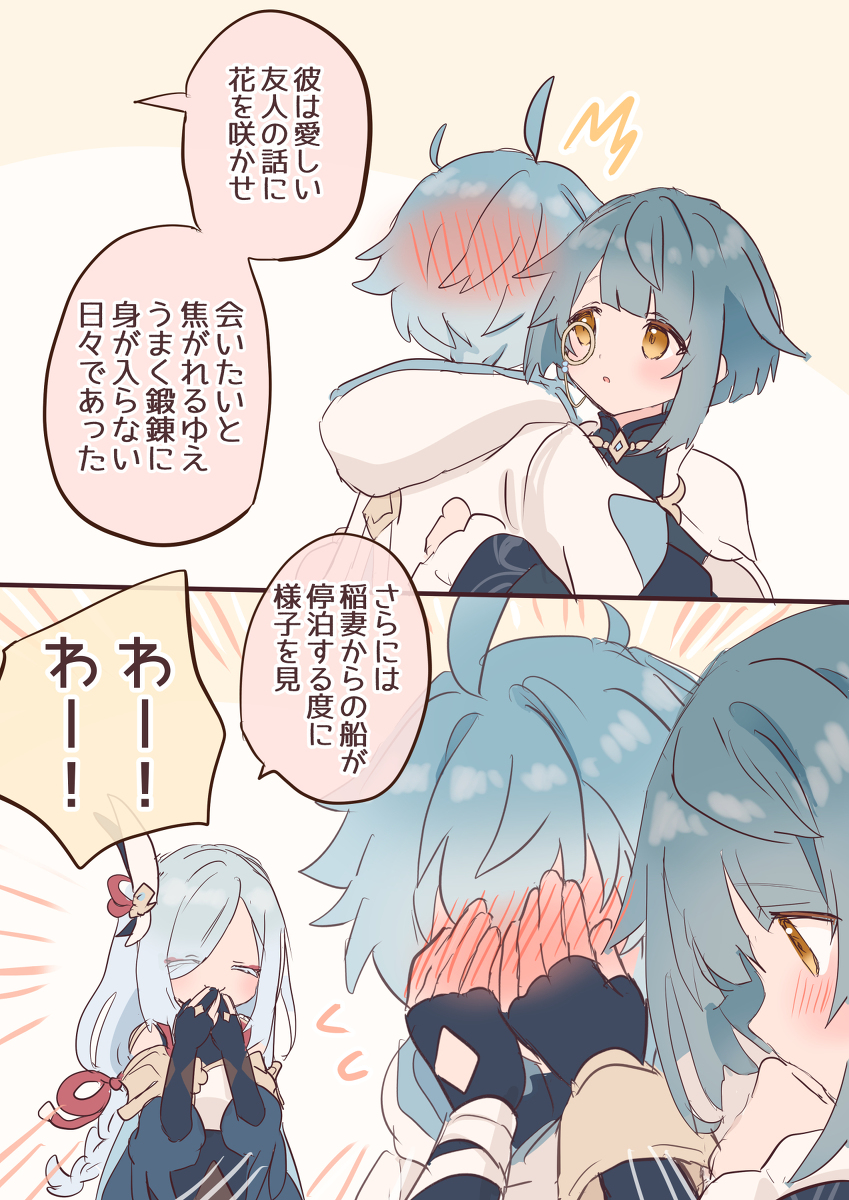 彼は愛しい
友人の話に
花を咲かせ
会いたいと
焦がれるゆえ
うまく鍛錬に
身が入らない
日々であった
さらには
稲妻からの船が
停泊する度に
様子を見
わー！
わー！